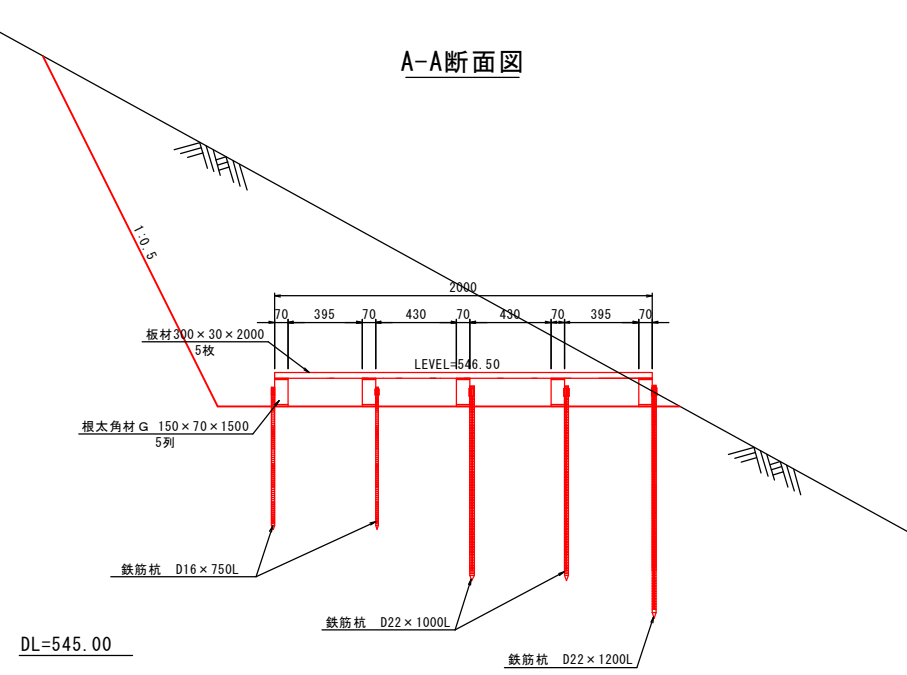 A-A断面図
1:0.5
2000
70 395 70 430 70 430 70 395 70
板材300×30×2000
5枚
LEVEL=546.50
根太角材G 150×70×1500
5列
鉄筋杭 D16×750L
鉄筋杭 D22×1000L
DL=545.00
鉄筋杭 D22×1200L